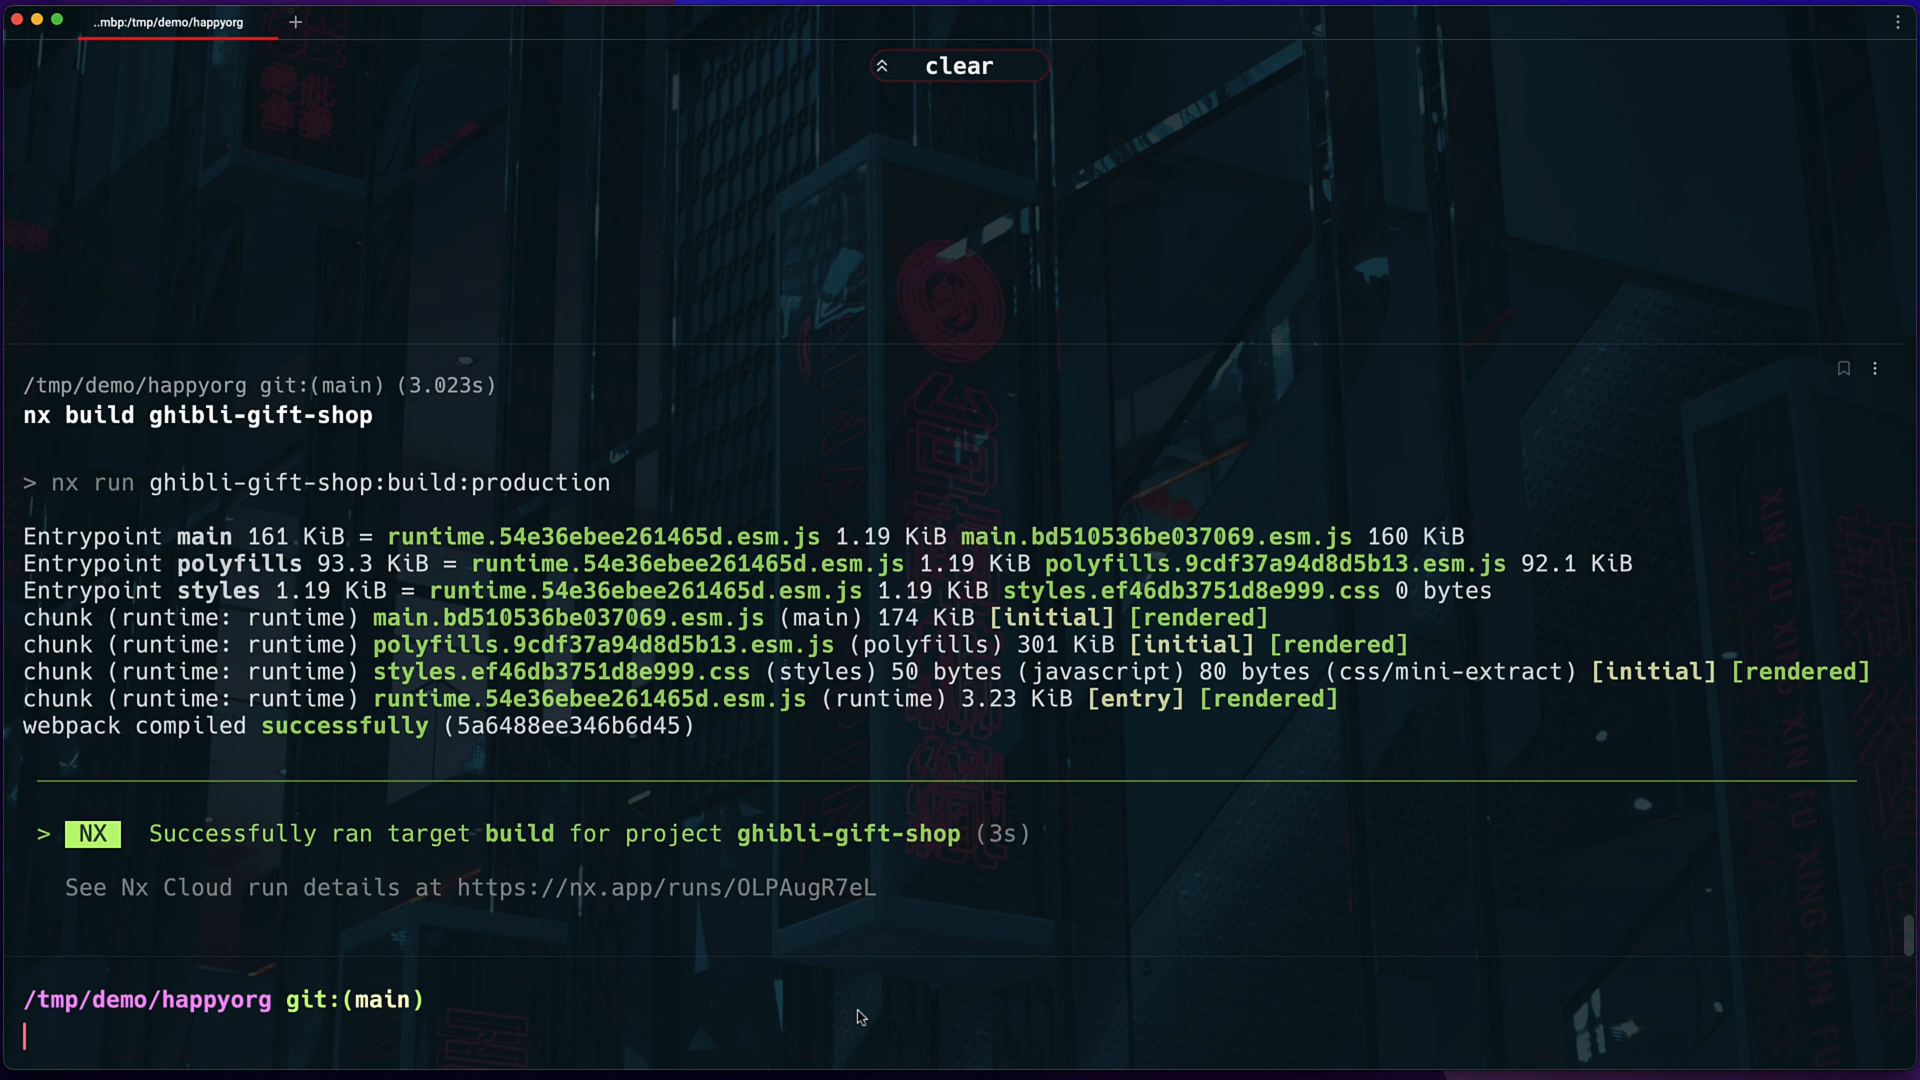 ..mbp:/tmp/demo/happyorg
clear
/tmp/demo/happyorg git:(main) (3.023s)
nx build ghibli-gift-shop
> nx run ghibli-gift-shop:build:production
Entrypoint main 161 KiB = runtime.54e36ebee261465d.esm.js 1.19 KiB main.bd510536be037069.esm.js 160 KiB
Entrypoint polyfills 93.3 KiB = runtime.54e36ebee261465d.esm.js 1.19 KiB polyfills.9cdf37a94d8d5b13.esm.js 92.1 KiB
Entrypoint styles 1.19 KiB = runtime.54e36ebee261465d.esm.js 1.19 KiB styles.ef46db3751d8e999.css 0 bytes
chunk (runtime: runtime) main.bd510536be037069.esm.js (main) 174 KiB [initial] [rendered]
chunk (runtime: runtime) polyfills.9cdf37a94d8d5b13.esm.js (polyfills) 301 KiB [initial] [rendered]
chunk (runtime: runtime) styles.ef46db3751d8e999.css (styles) 50 bytes (javascript) 80 bytes (css/mini-extract) [initial] [rendered]
chunk (runtime: runtime) runtime.54e36ebee261465d.esm.js (runtime) 3.23 KiB [entry] [rendered]
webpack compiled successfully (5a6488ee346b6d45)
> NX Successfully ran target build for project ghibli-gift-shop (3s)
See Nx Cloud run details at https://nx.app/runs/OLPAugR7eL
/tmp/demo/happyorg git:(main)
XIN FU XING XIN FU XING XIN FU